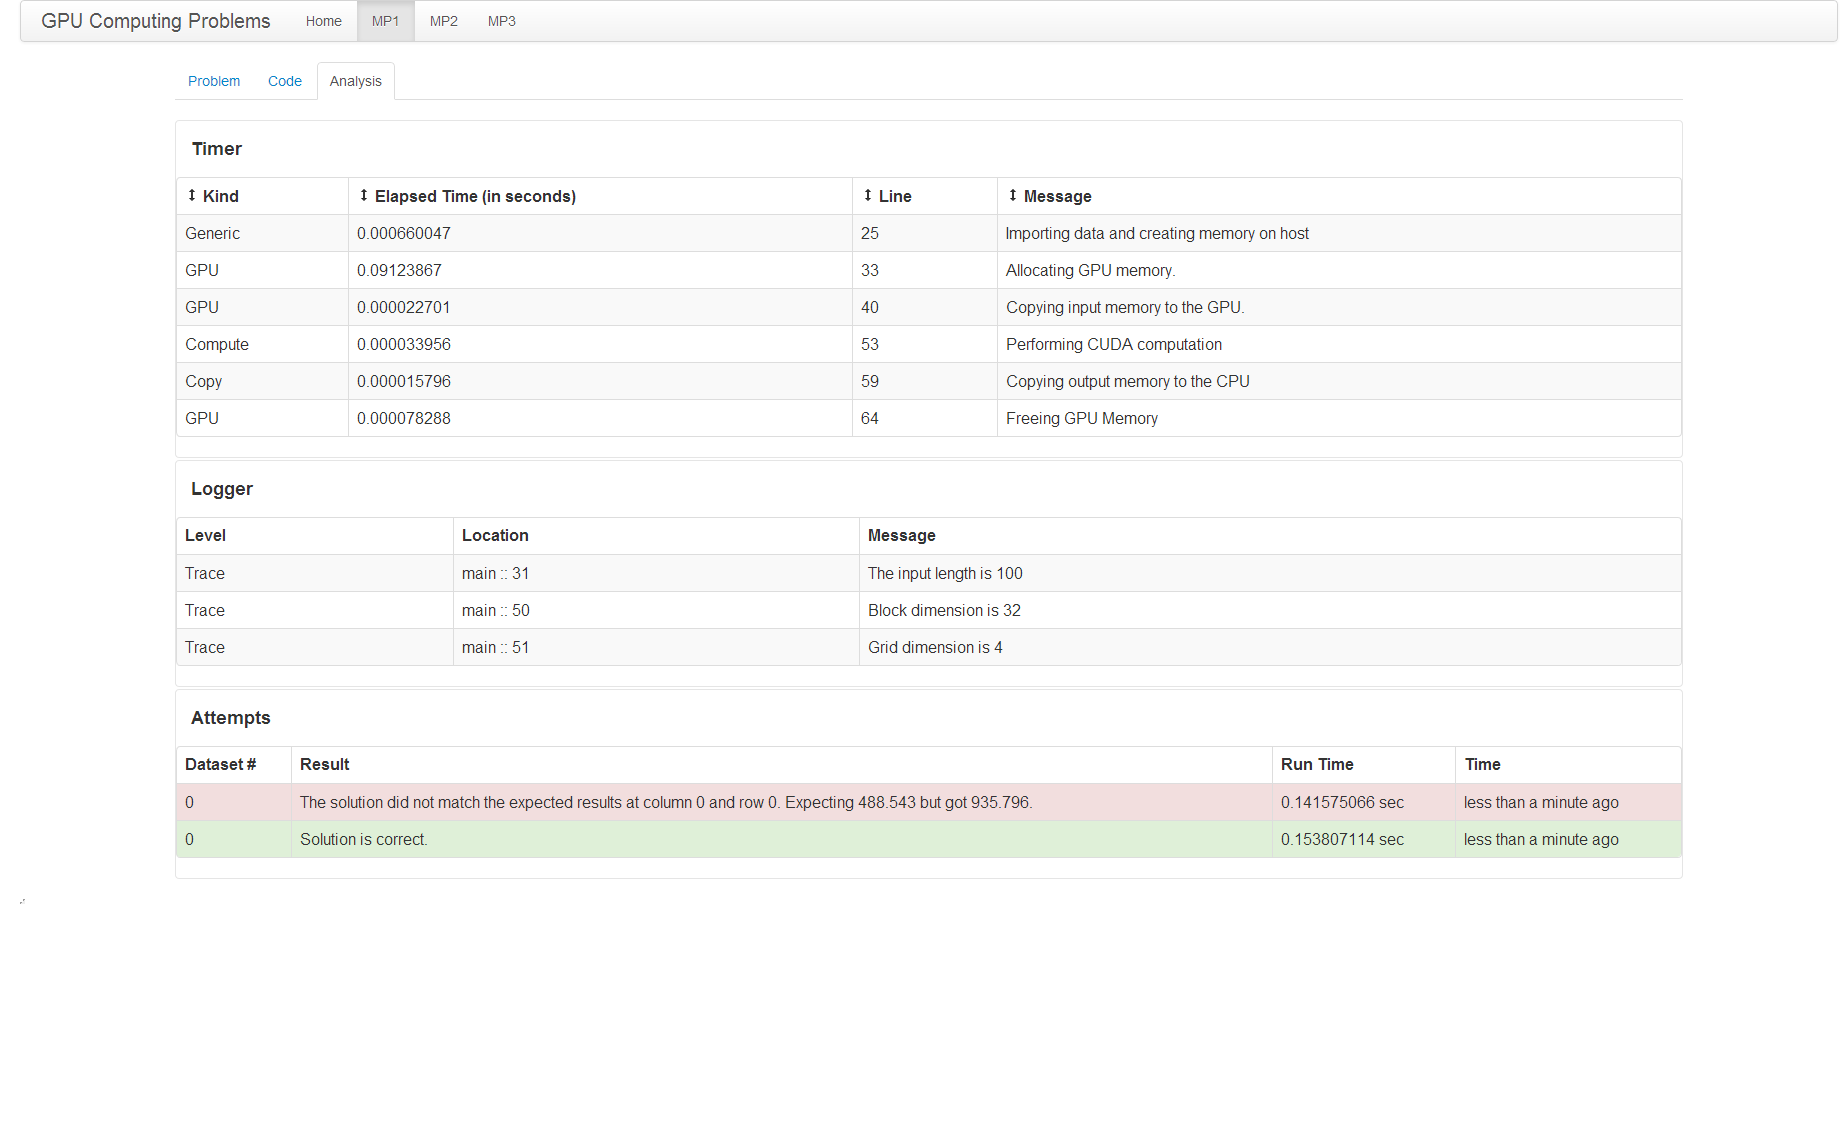 GPU Computing Problems Home MP1 MP2 MP3
Problem Code Analysis
Timer
Kind Elapsed Time (in seconds) Line Message
Generic 0.000660047 25 Importing data and creating memory on host
GPU 0.09123867 33 Allocating GPU memory.
GPU 0.000022701 40 Copying input memory to the GPU.
Compute 0.000033956 53 Performing CUDA computation
Copy 0.000015796 59 Copying output memory to the CPU
GPU 0.000078288 64 Freeing GPU Memory
Logger
Level Location Message
Trace main :: 31 The input length is 100
Trace main :: 50 Block dimension is 32
Trace main :: 51 Grid dimension is 4
Attempts
Dataset # Result Run Time Time
0 The solution did not match the expected results at column 0 and row 0. Expecting 488.543 but got 935.796. 0.141575066 sec less than a minute ago
0 Solution is correct. 0.153807114 sec less than a minute ago